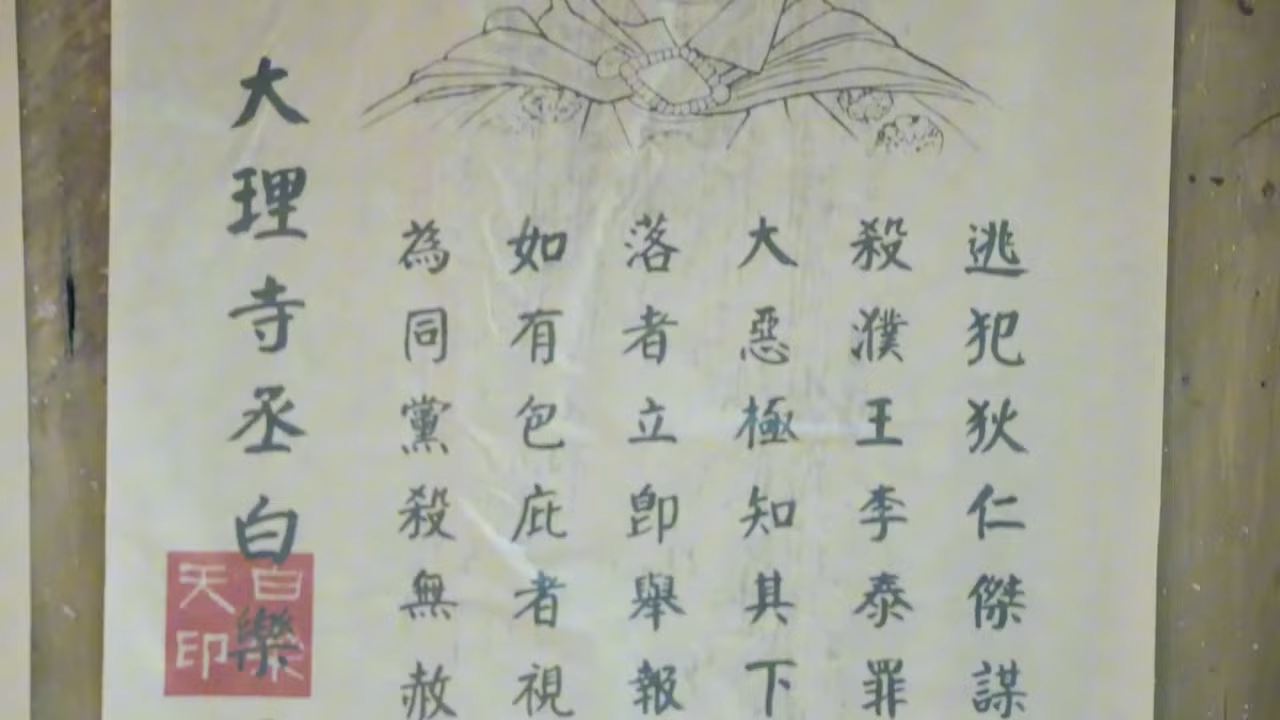 逃犯狄仁傑謀
殺濮王李泰罪
大惡極知其下
落者立即舉報
如有包庇者視
為同黨殺無赦
大理寺丞白樂
白樂
天印